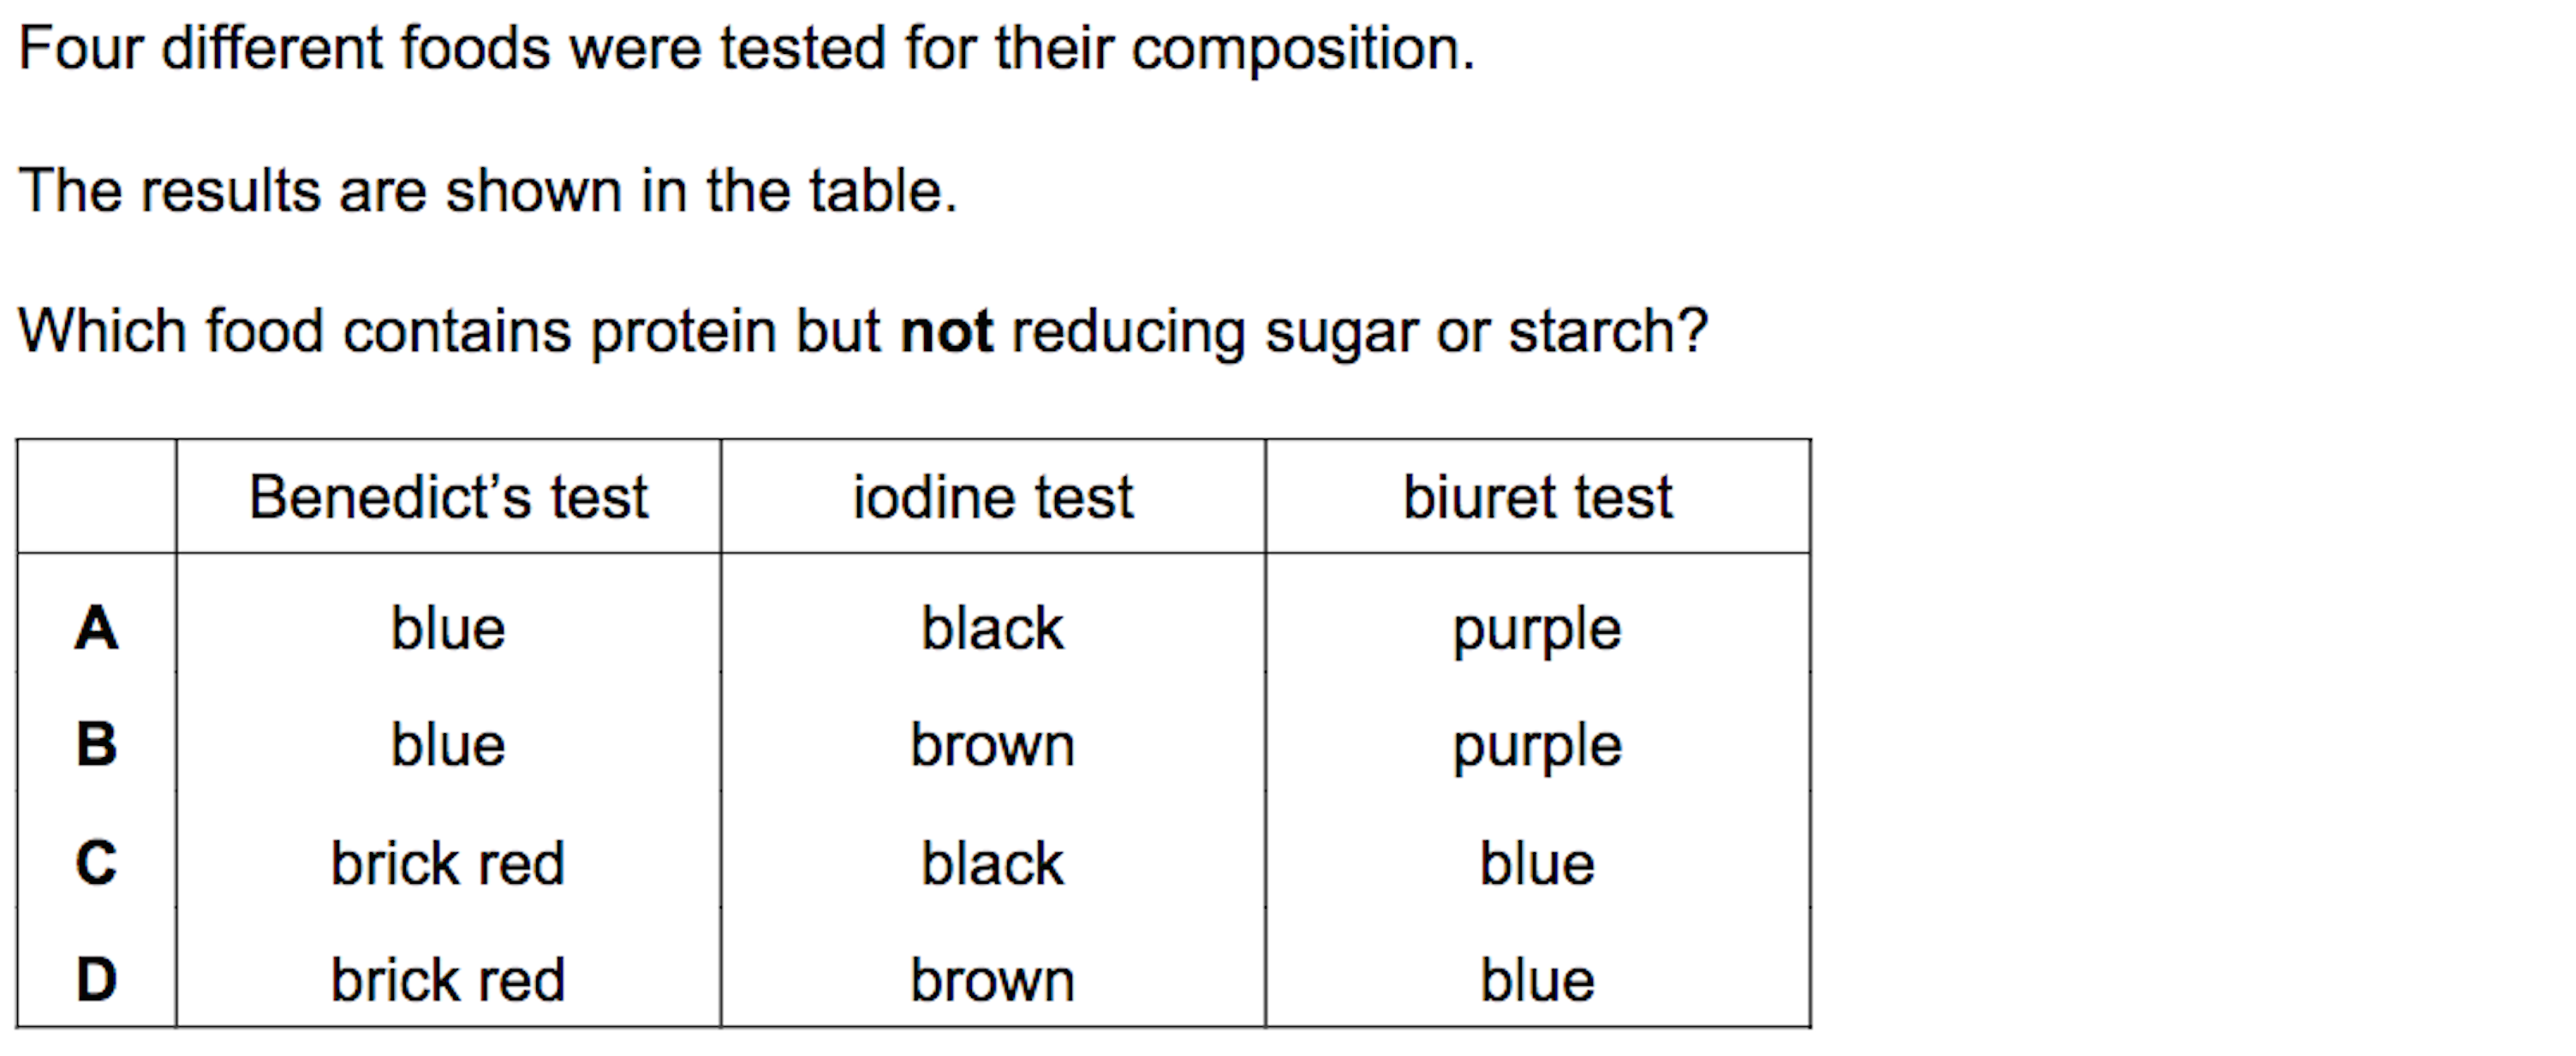 Four different foods were tested for their composition.
The results are shown in the table.
Which food contains protein but not reducing sugar or starch?
Benedict’s test iodine test biuret test
A blue black purple
B blue brown purple
C brick red black blue
D brick red brown blue